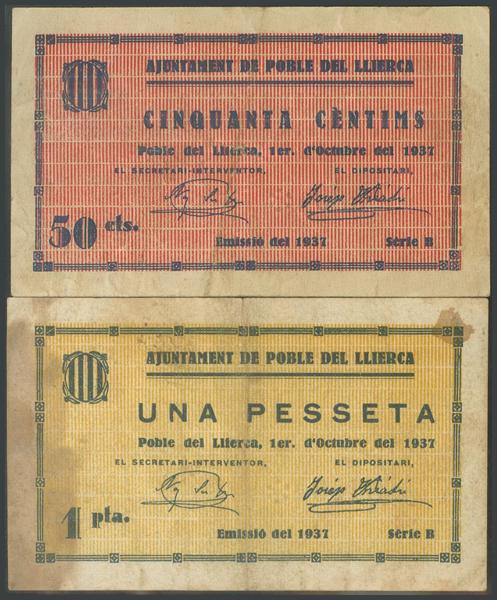 AJUNTAMENT DE POBLE DEL LLIERCA
CINQUANTA CÈNTIMS
Poble del Llierca, 1er. d'Octubre del 1937
EL SECRETARI-INTERVENTOR, EL DIPOSITARI,
50 cts.
Emissió del 1937 Sèrie B
AJUNTAMENT DE POBLE DEL LLIERCA
UNA PESSETA
Poble del Llierca, 1er. d'Octubre del 1937
EL SECRETARI-INTERVENTOR, EL DIPOSITARI,
1 pta.
Emissió del 1937 Sèrie B